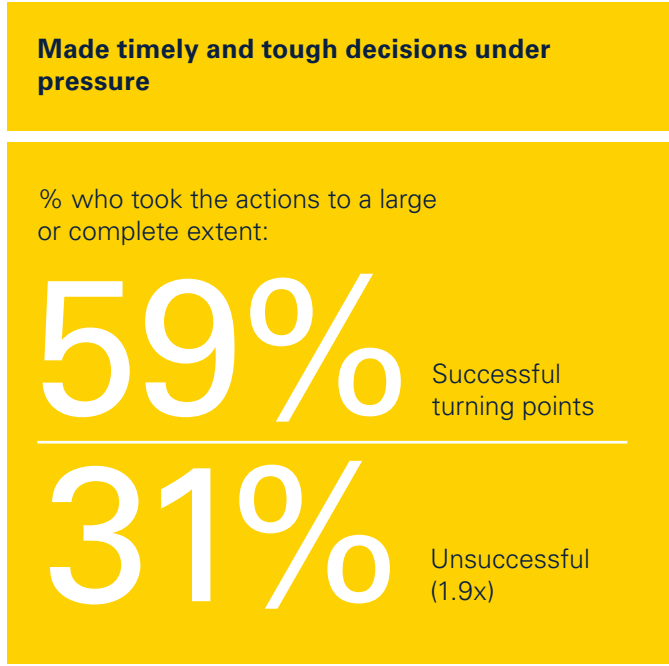 Made timely and tough decisions under
pressure
% who took the actions to a large
or complete extent:
59%
Successful
turning points
31%
Unsuccessful
(1.9x)